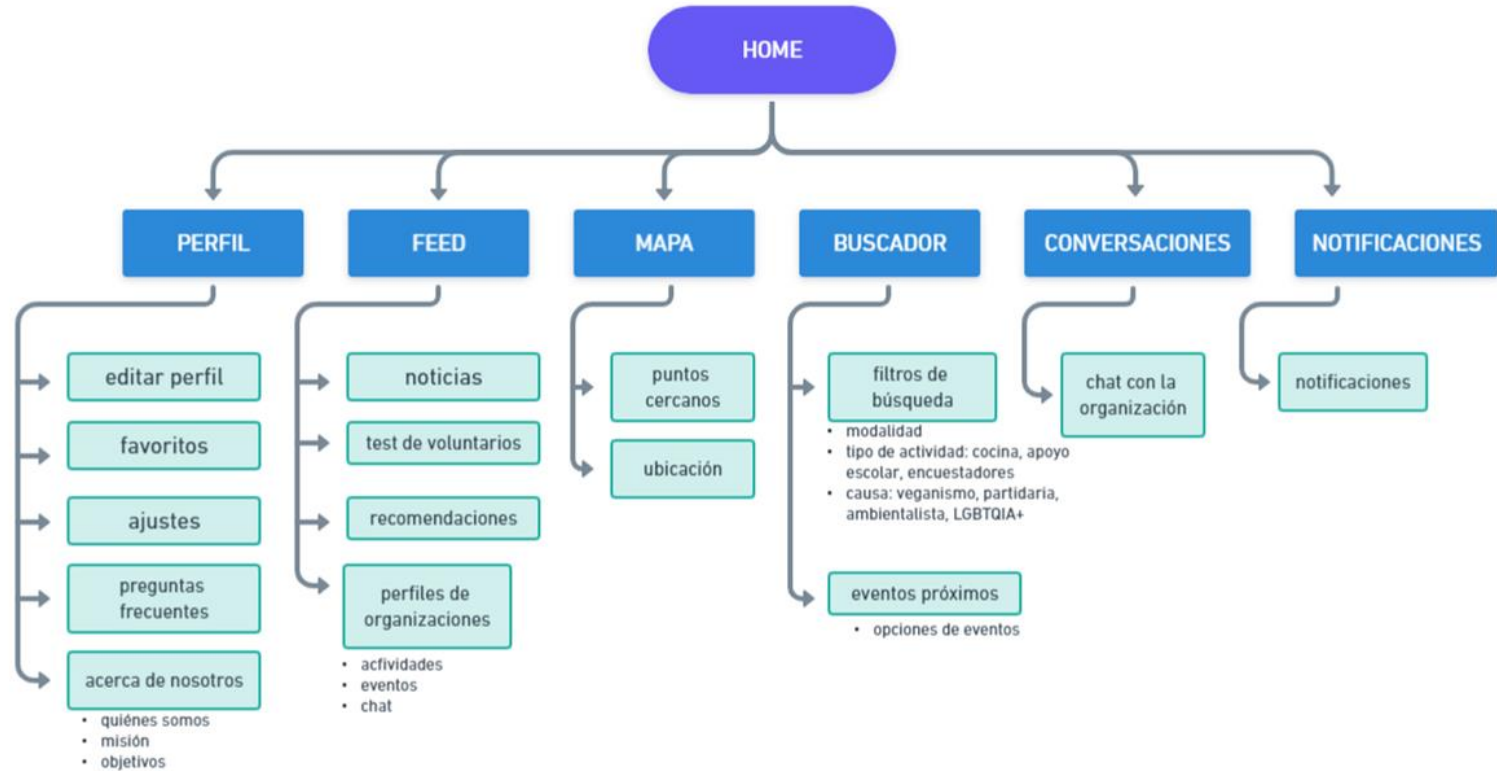 HOME
PERFIL
FEED
MAPA
BUSCADOR
CONVERSACIONES
NOTIFICACIONES
editar perfil
favoritos
ajustes
preguntas
frecuentes
acerca de nosotros
• quiénes somos
• misión
• objetivos
noticias
test de voluntarios
recomendaciones
perfiles de
organizaciones
• acfividades
• eventos
• chat
puntos
cercanos
ubicación
filtros de
búsqueda
• modalidad
• tipo de actividad: cocina, apoyo
escolar, encuestadores
• causa: veganismo, partidaria,
ambientalista, LGBTQIA+
eventos próximos
• opciones de eventos
chat con la
organización
notificaciones